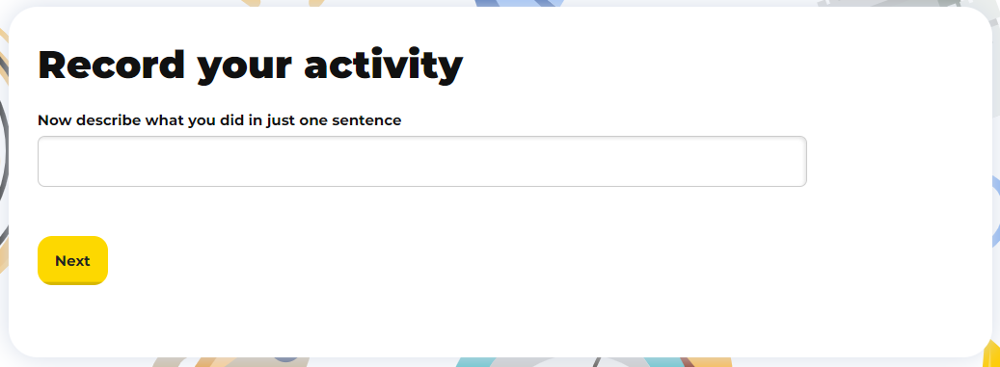 Record your activity
Now describe what you did in just one sentence
Next